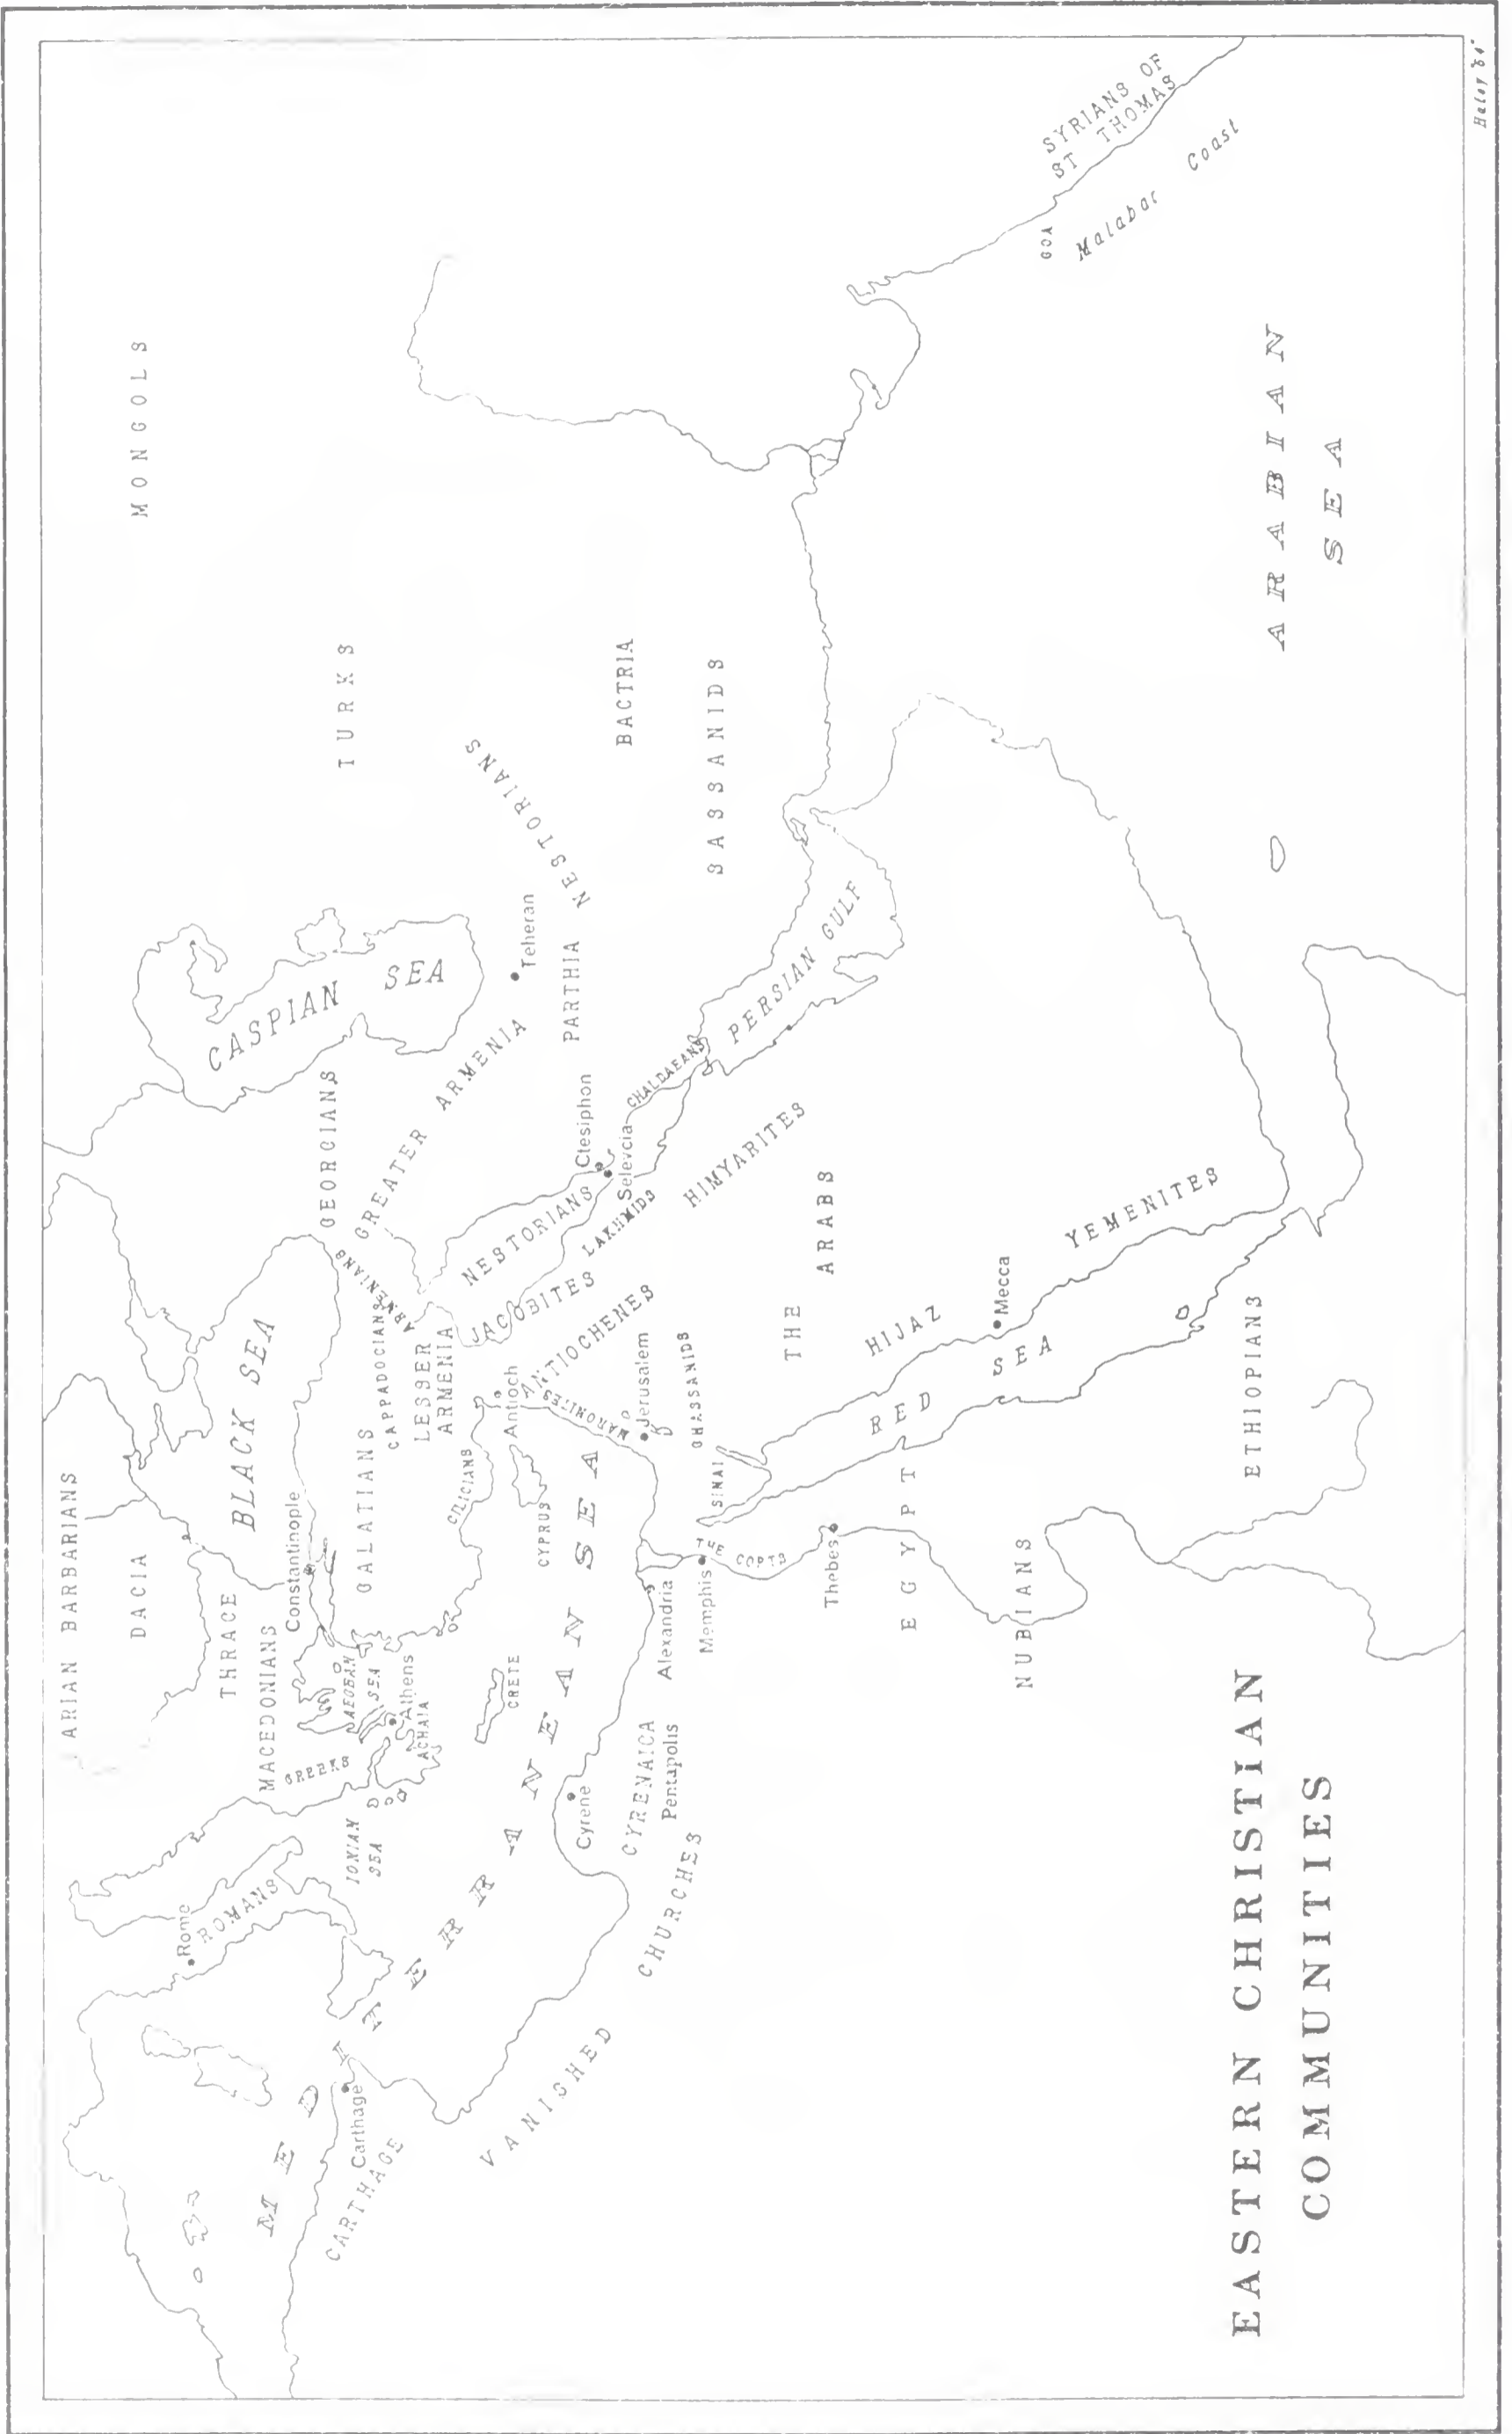 EASTERN CHRISTIAN
COMMUNITIES
ARIAN BARBARIANS
DACIA
THRACE
MACEDONIANS
GREEKS
Constantinople
BLACK SEA
GALATIANS
CAPPADOCIANS
ARMENIANS
LESSER
ARMENIA
GREATER ARMENIA
GEORGIANS
CASPIAN SEA
TURKS
MONGOLS
Rome
ROMANS
IONIAN
SEA
AEGEAN
SEA
Athens
ACHAIA
CRETE
CYPRUS
CILICIANS
Antioch
ANTIOCHENES
MARONITES
JACOBITES
NESTORIANS
LAKHMIDS
Ctesiphon
Selevcia
CHALDAEANS
PARTHIA
Teheran
NESTORIANS
BACTRIA
SASSANIDS
PERSIAN GULF
HIMYARITES
Jerusalem
GHASSANIDS
SINAI
MEDITERRANEAN SEA
Carthage
CARTHAGE
VANISHED CHURCHES
Cyrene
CYRENAICA
Pentapolis
Alexandria
Memphis
THE
COPTS
Thebes
EGYPT
NUBIANS
ETHIOPIANS
RED SEA
HIJAZ
Mecca
THE ARABS
YEMENITES
ARABIAN
SEA
GOA
Malabar Coast
SYRIANS OF
ST THOMAS